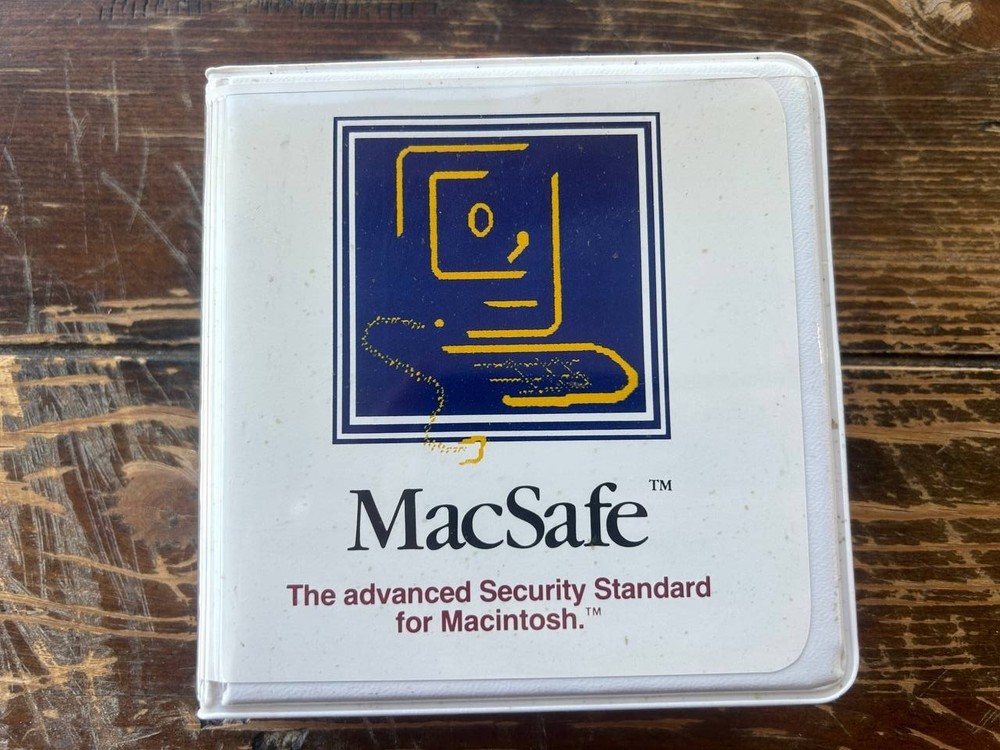 MacSafe™
The advanced Security Standard
for Macintosh.™